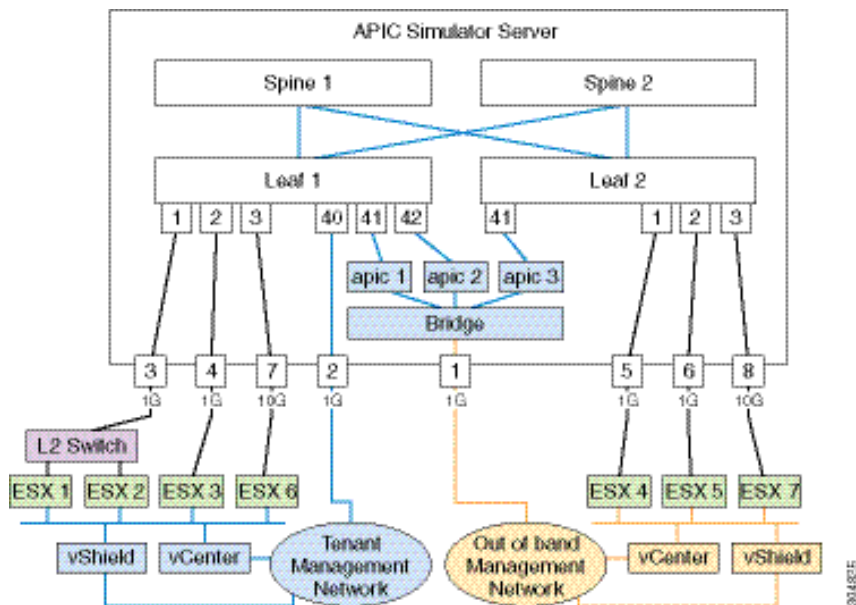 APIC Simulator Server
Spine 1 Spine 2
Leaf 1 Leaf 2
1 2 3 40 41 42 41 1 2 3
apic 1 apic 2 apic 3
Bridge
3 4 7 2 1 5 6 8
1G 1G 10G 1G 1G 1G 1G 10G
L2 Switch
ESX 1 ESX 2 ESX 3 ESX 6 ESX 4 ESX 5 ESX 7
vShield vCenter
Tenant
Management
Network
Out of band
Management
Network
vCenter vShield